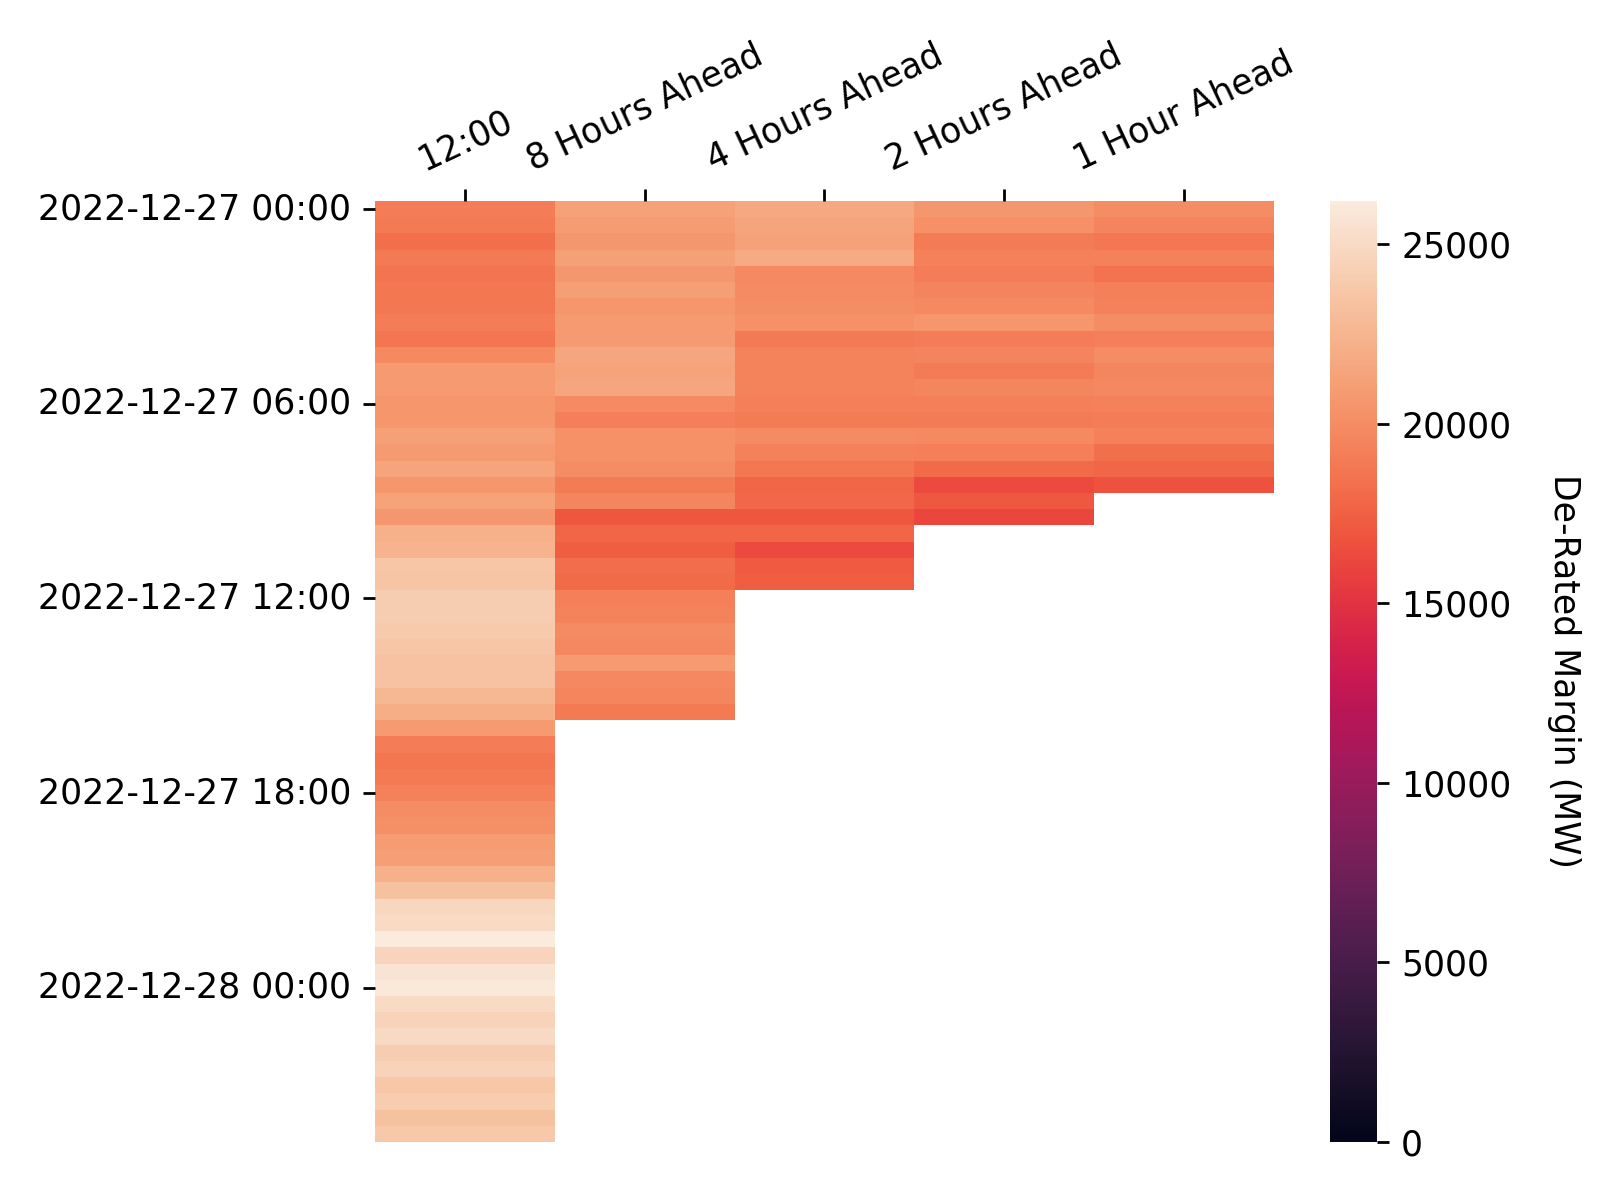 12:00
8 Hours Ahead
4 Hours Ahead
2 Hours Ahead
1 Hour Ahead
2022-12-27 00:00
2022-12-27 06:00
2022-12-27 12:00
2022-12-27 18:00
2022-12-28 00:00
25000
20000
15000
10000
5000
0
De-Rated Margin (MW)